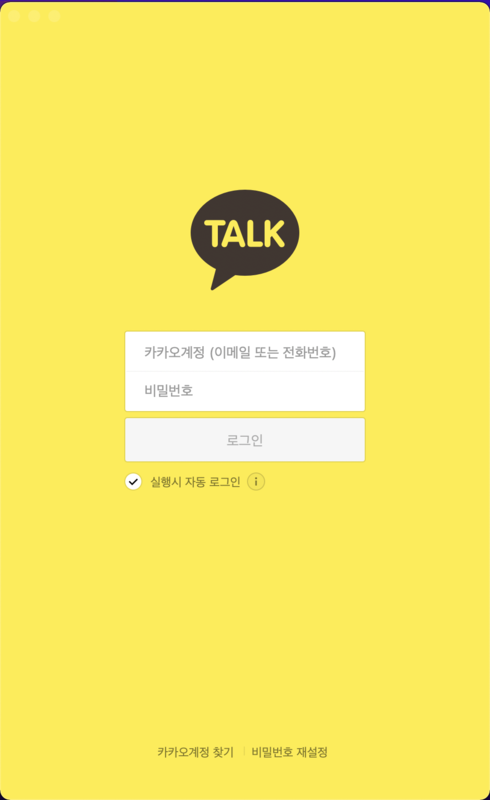 TALK
카카오계정 (이메일 또는 전화번호)
비밀번호
로그인
실행시 자동 로그인
카카오계정 찾기 | 비밀번호 재설정